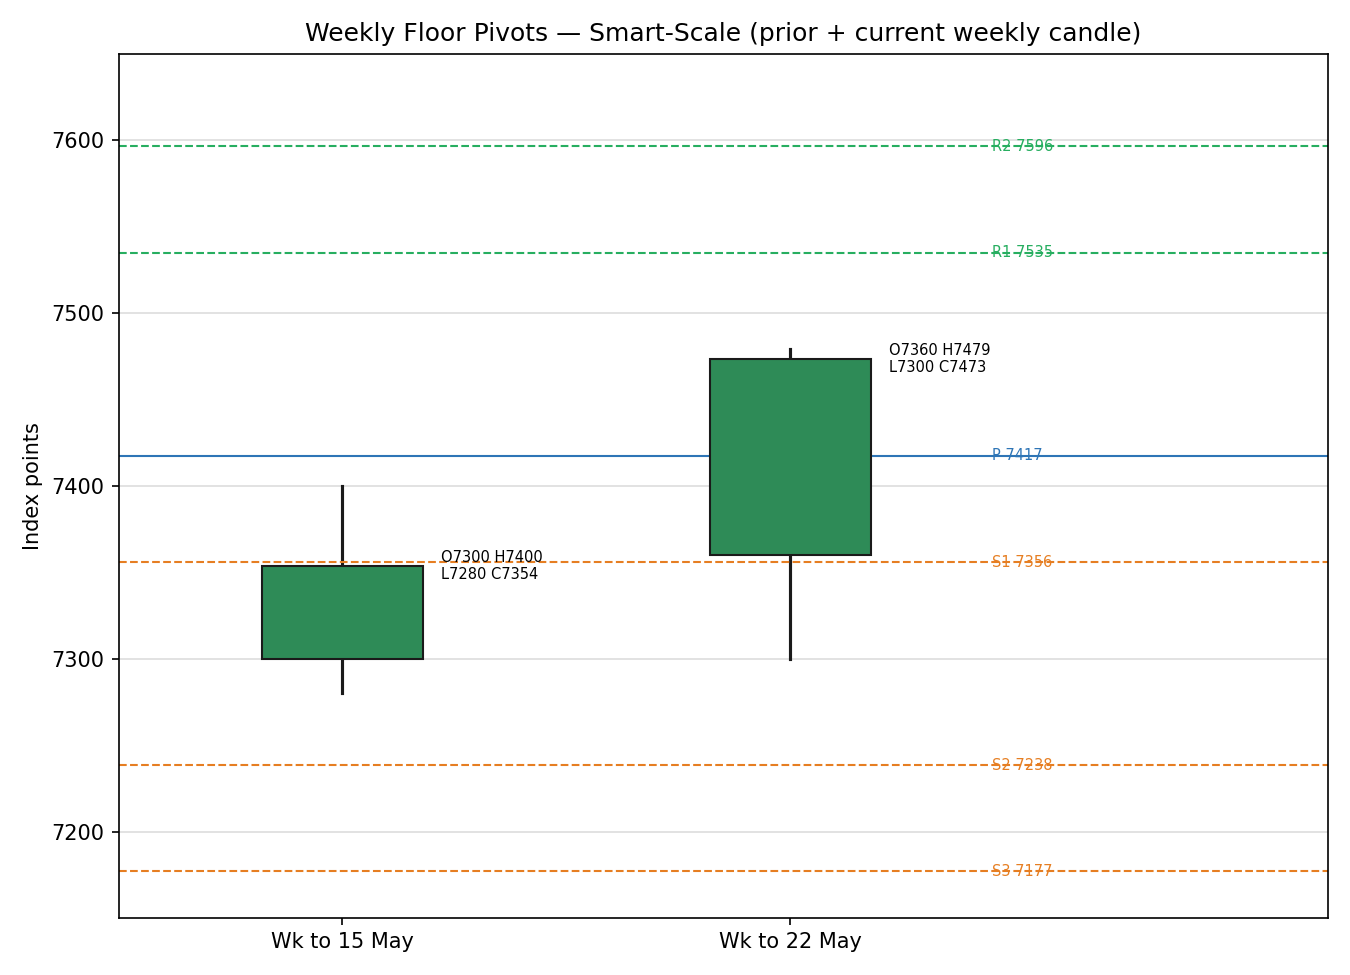 Weekly Floor Pivots — Smart-Scale (prior + current weekly candle)
Index points
7600
R2 7596
R1 7535
7500
O7360 H7479
L7300 C7473
P 7417
7400
O7300 H7400
L7280 C7354
S1 7356
7300
S2 7238
7200
S3 7177
Wk to 15 May
Wk to 22 May